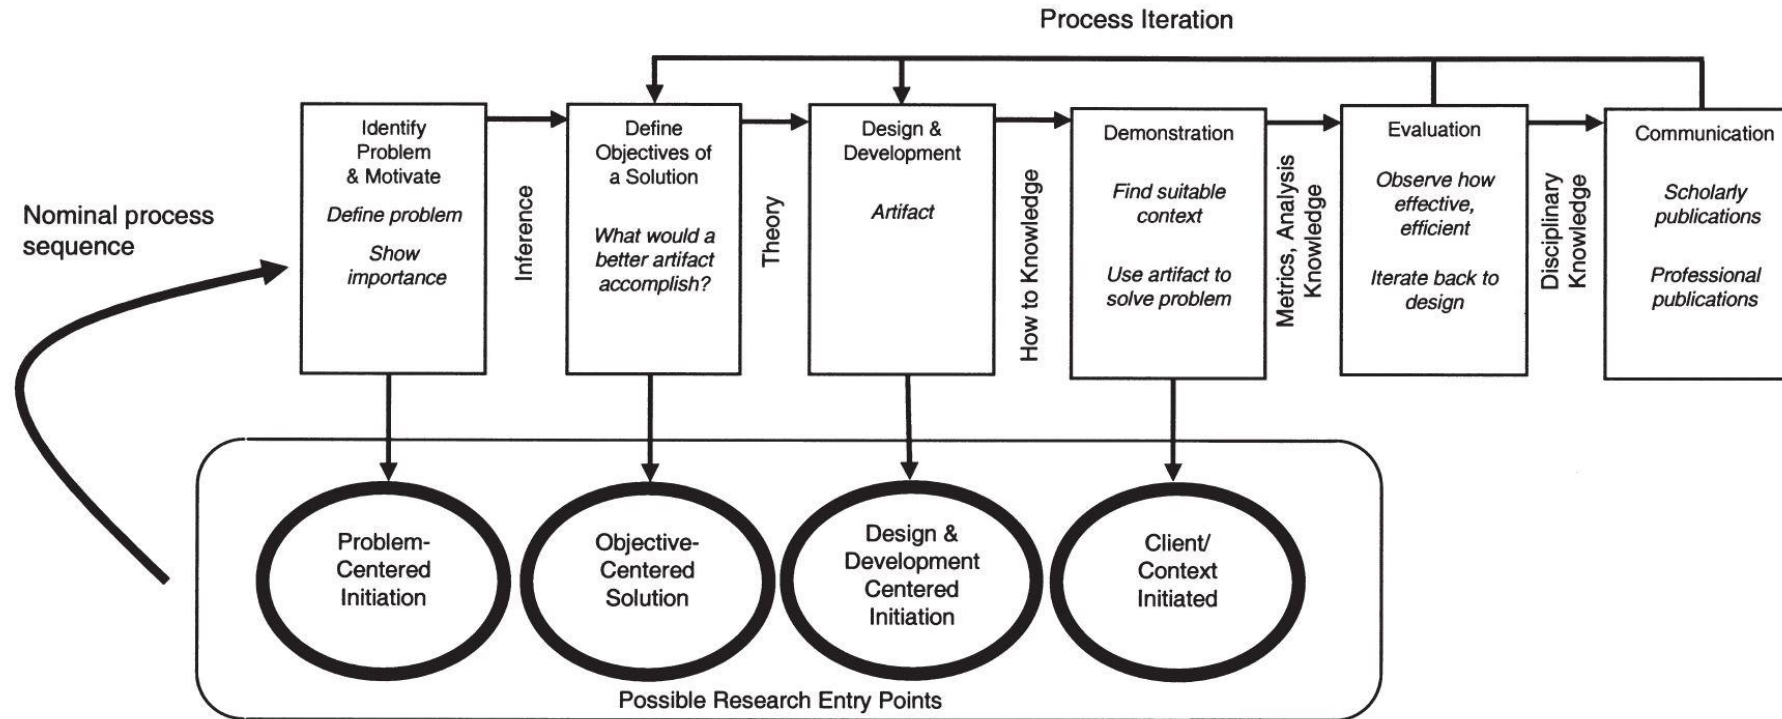 Process Iteration
Nominal process
sequence
Identify
Problem
& Motivate
Define problem
Show
importance
Inference
Define
Objectives of
a Solution
What would a
better artifact
accomplish?
Theory
Design &
Development
Artifact
How to Knowledge
Demonstration
Find suitable
context
Use artifact to
solve problem
Metrics, Analysis
Knowledge
Evaluation
Observe how
effective,
efficient
Iterate back to
design
Disciplinary
Knowledge
Communication
Scholarly
publications
Professional
publications
Problem-
Centered
Initiation
Objective-
Centered
Solution
Design &
Development
Centered
Initiation
Client/
Context
Initiated
Possible Research Entry Points